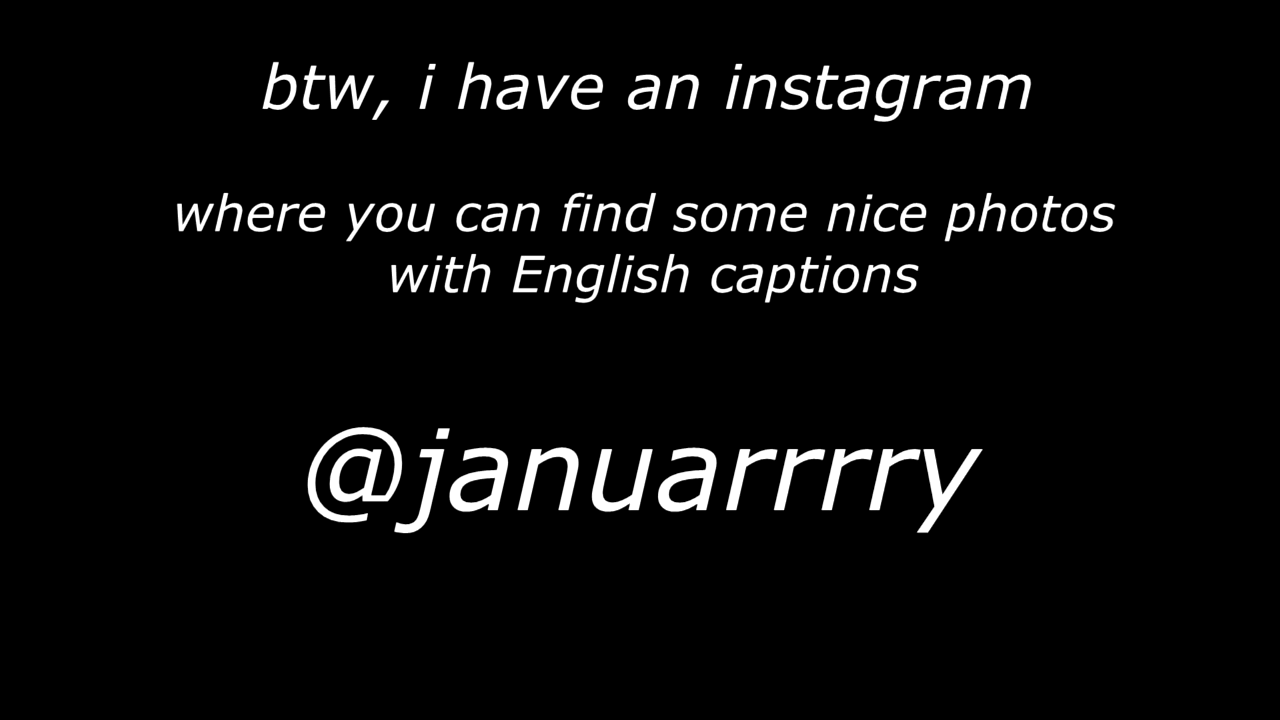 btw, i have an instagram
where you can find some nice photos
with English captions
@januarrrry